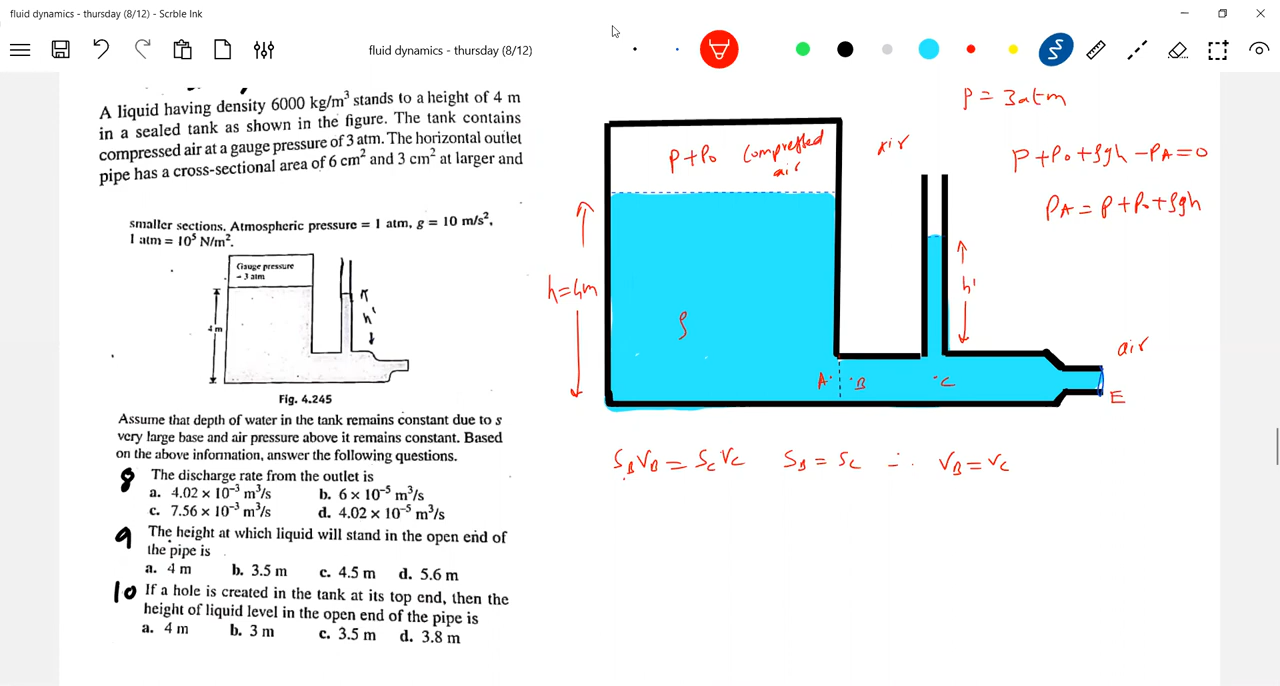 fluid dynamics - thursday (8/12) - Scrble Ink
fluid dynamics - thursday (8/12)
A liquid having density 6000 kg/m³ stands to a height of 4 m
in a sealed tank as shown in the figure. The tank contains
compressed air at a gauge pressure of 3 atm. The horizontal outlet
pipe has a cross-sectional area of 6 cm² and 3 cm² at larger and
smaller sections. Atmospheric pressure = 1 atm, g = 10 m/s²,
1 atm = 10⁵ N/m².
Gauge pressure
= 3 atm
4 m
h'
Fig. 4.245
Assume that depth of water in the tank remains constant due to s
very large base and air pressure above it remains constant. Based
on the above information, answer the following questions.
8 The discharge rate from the outlet is
a. 4.02 × 10⁻³ m³/s b. 6 × 10⁻⁵ m³/s
c. 7.56 × 10⁻³ m³/s d. 4.02 × 10⁻⁵ m³/s
9 The height at which liquid will stand in the open end of
the pipe is
a. 4 m b. 3.5 m c. 4.5 m d. 5.6 m
10 If a hole is created in the tank at its top end, then the
height of liquid level in the open end of the pipe is
a. 4 m b. 3 m c. 3.5 m d. 3.8 m
P = 3atm
P+P₀ compressed
air
air
P+P₀+ρgh -PA=0
PA=P+P₀+ρgh
h=4m
h'
ρ
air
A B C
E
SBVB = SCVC SB=SC ∴ VB=VC